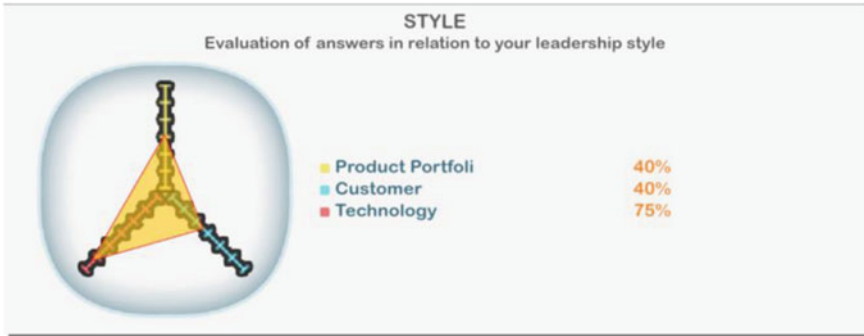 STYLE
Evaluation of answers in relation to your leadership style
Product Portfoli 40%
Customer 40%
Technology 75%